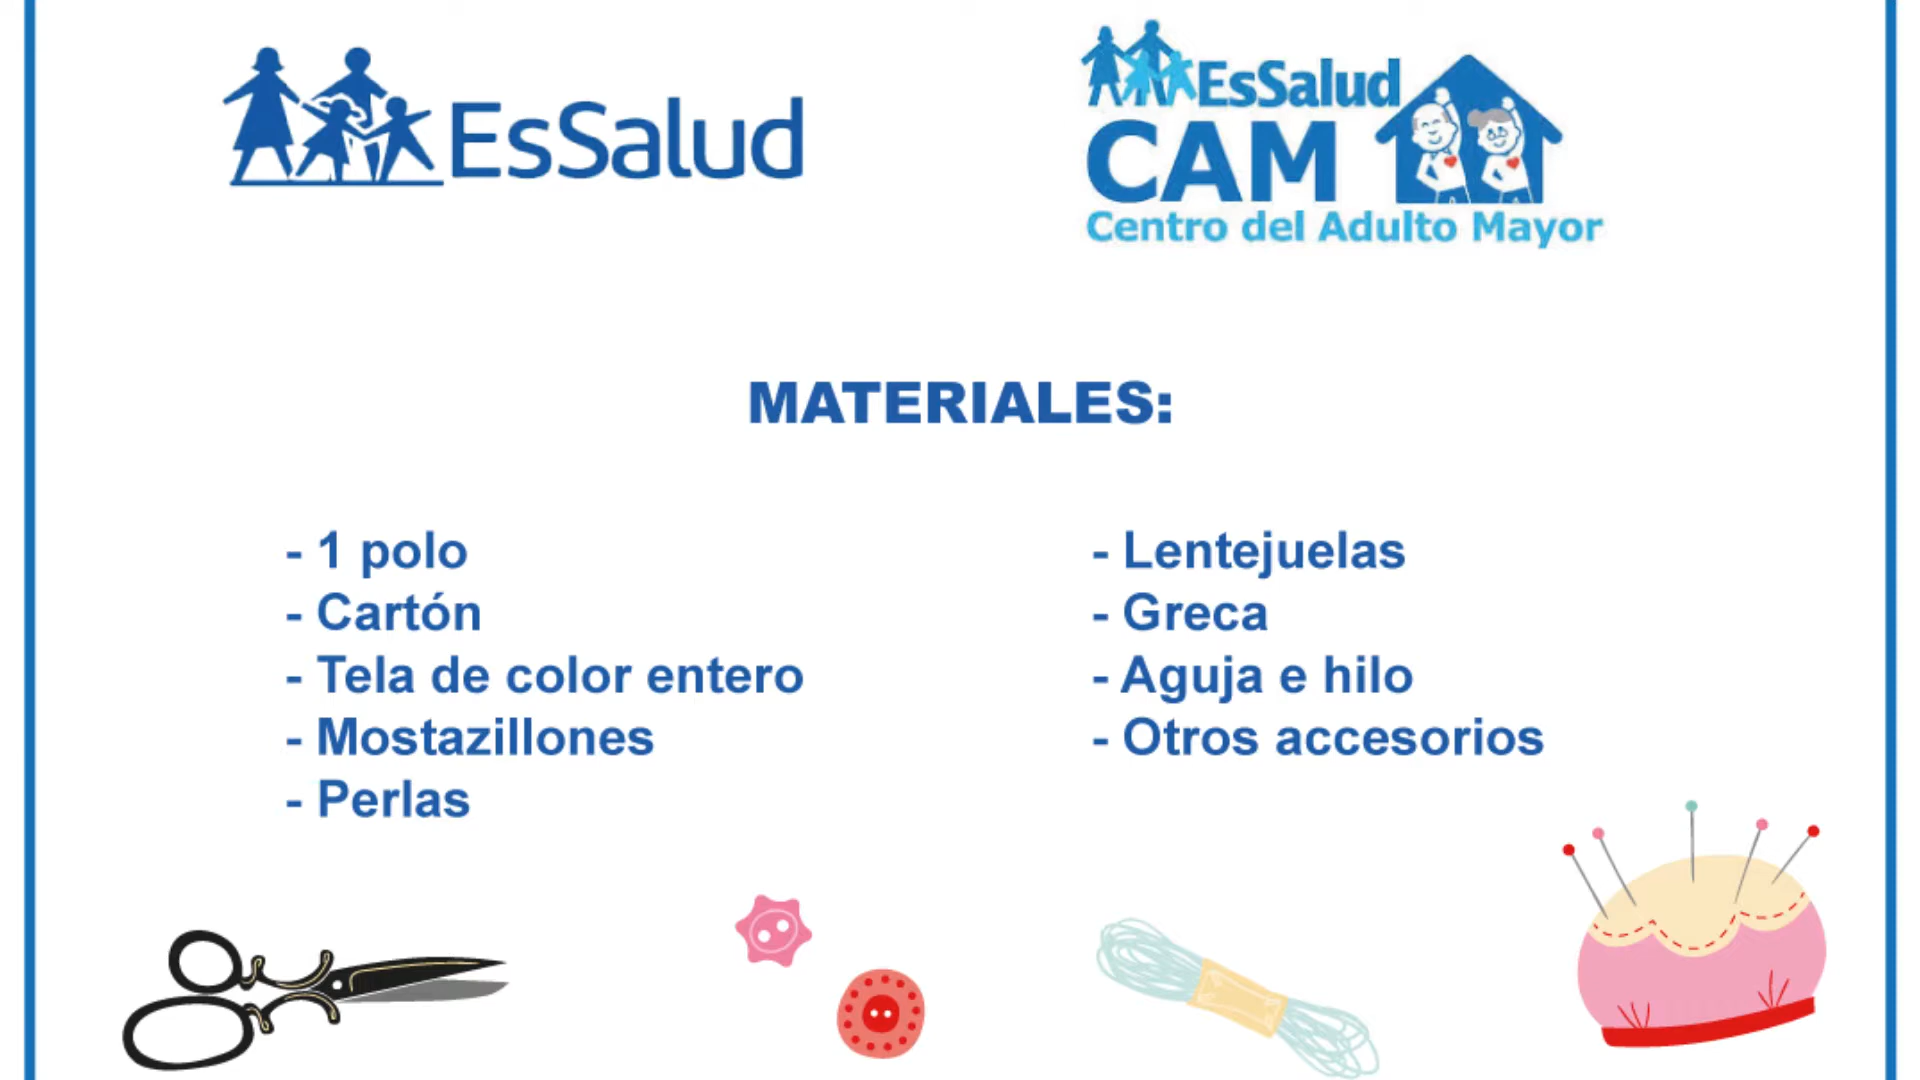 EsSalud
EsSalud
CAM
Centro del Adulto Mayor
MATERIALES:
- 1 polo
- Cartón
- Tela de color entero
- Mostazillones
- Perlas
- Lentejuelas
- Greca
- Aguja e hilo
- Otros accesorios